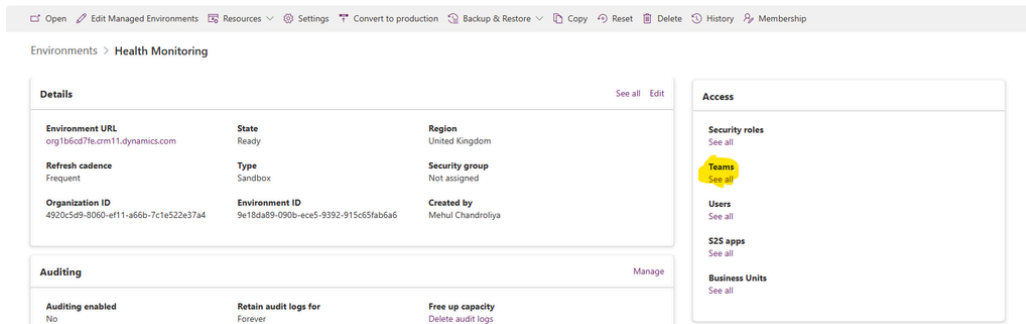 Open Edit Managed Environments Resources Settings Convert to production Backup & Restore Copy Reset Delete History Membership
Environments > Health Monitoring
Details See all Edit
Environment URL State Region
org1b6cd7fe.crm11.dynamics.com Ready United Kingdom
Refresh cadence Type Security group
Frequent Sandbox Not assigned
Organization ID Environment ID Created by
4920c5d9-8060-ef11-a66b-7c1e522e37a4 9e18da89-090b-ece5-9392-915c65fab6a6 Mehul Chandroliya
Auditing Manage
Auditing enabled Retain audit logs for Free up capacity
No Forever Delete audit logs
Access
Security roles
See all
Teams
See all
Users
See all
S2S apps
See all
Business Units
See all